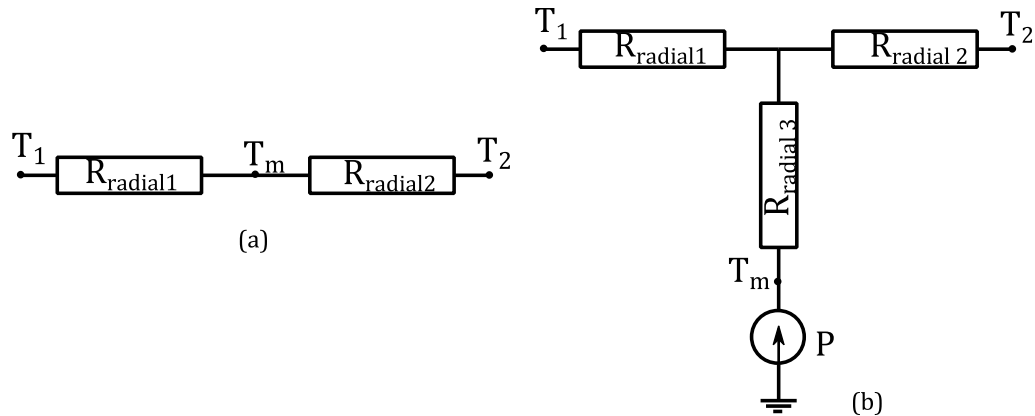 T1
Rradial1
Tm
Rradial2
T2
(a)
T1
Rradial1
Rradial 2
T2
Rradial 3
Tm
P
(b)